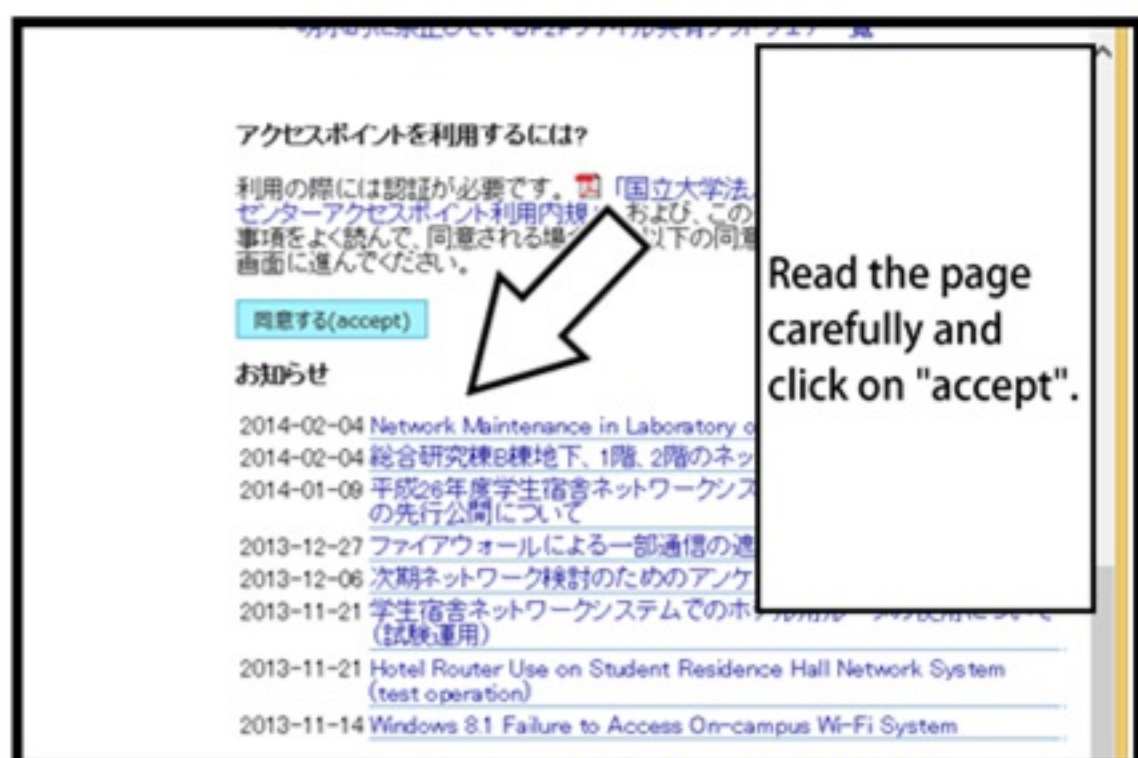 アクセスポイントを利用するには?
利用の際には認証が必要です。 「国立大学法
センターアクセスポイント利用内規 および、この
事項をよく読んで、同意される場 以下の同意
画面に進んでください。
同意する(accept)
お知らせ
2014-02-04 Network Maintenance in Laboratory o
2014-02-04 総合研究棟B棟地下、1階、2階のネッ
2014-01-09 平成26年度学生宿舎ネットワークシス
の先行公開について
2013-12-27 ファイアウォールによる一部通信の遮
2013-12-06 次期ネットワーク検討のためのアンケ
2013-11-21 学生宿舎ネットワークシステムでのホ
(試験運用)
2013-11-21 Hotel Router Use on Student Residence Hall Network System
(test operation)
2013-11-14 Windows 8.1 Failure to Access On-campus Wi-Fi System
Read the page
carefully and
click on "accept".